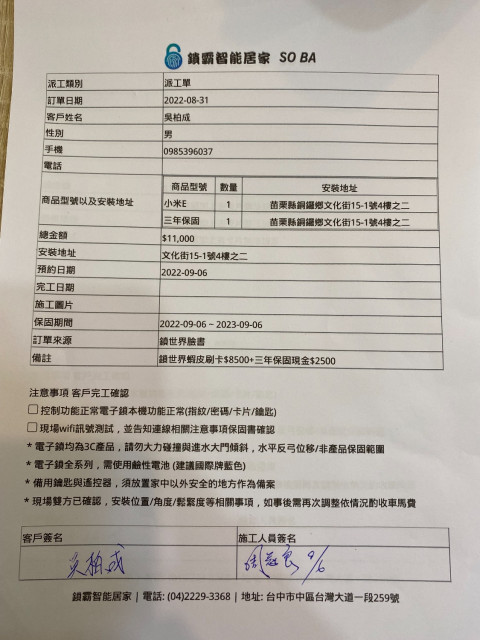 鎖霸智能居家 SO BA
派工類別 派工單
訂單日期 2022-08-31
客戶姓名 吳柏成
性別 男
手機 0985396037
電話
商品型號以及安裝地址
商品型號 數量 安裝地址
小米E 1 苗栗縣銅鑼鄉文化街15-1號4樓之二
三年保固 1 苗栗縣銅鑼鄉文化街15-1號4樓之二
總金額 $11,000
安裝地址 文化街15-1號4樓之二
預約日期 2022-09-06
完工日期
施工圖片
保固期間 2022-09-06 ~ 2023-09-06
訂單來源 鎖世界臉書
備註 鎖世界蝦皮刷卡$8500+三年保固現金$2500
注意事項 客戶完工確認
控制功能正常電子鎖本機功能正常(指紋/密碼/卡片/鑰匙)
現場wifi訊號測試，並告知連線相關注意事項保固書確認
* 電子鎖均為3C產品，請勿大力碰撞與進水大門傾斜，水平反弓位移/非產品保固範圍
* 電子鎖全系列，需使用鹼性電池 (建議國際牌藍色)
* 備用鑰匙與遙控器，須放置家中以外安全的地方作為備案
* 現場雙方已確認，安裝位置/角度/鬆緊度等相關事項，如事後需再次調整依情況酌收車馬費
客戶簽名 施工人員簽名
吳柏成 9/6
鎖霸智能居家 | 電話: (04)2229-3368 | 地址: 台中市中區台灣大道一段259號